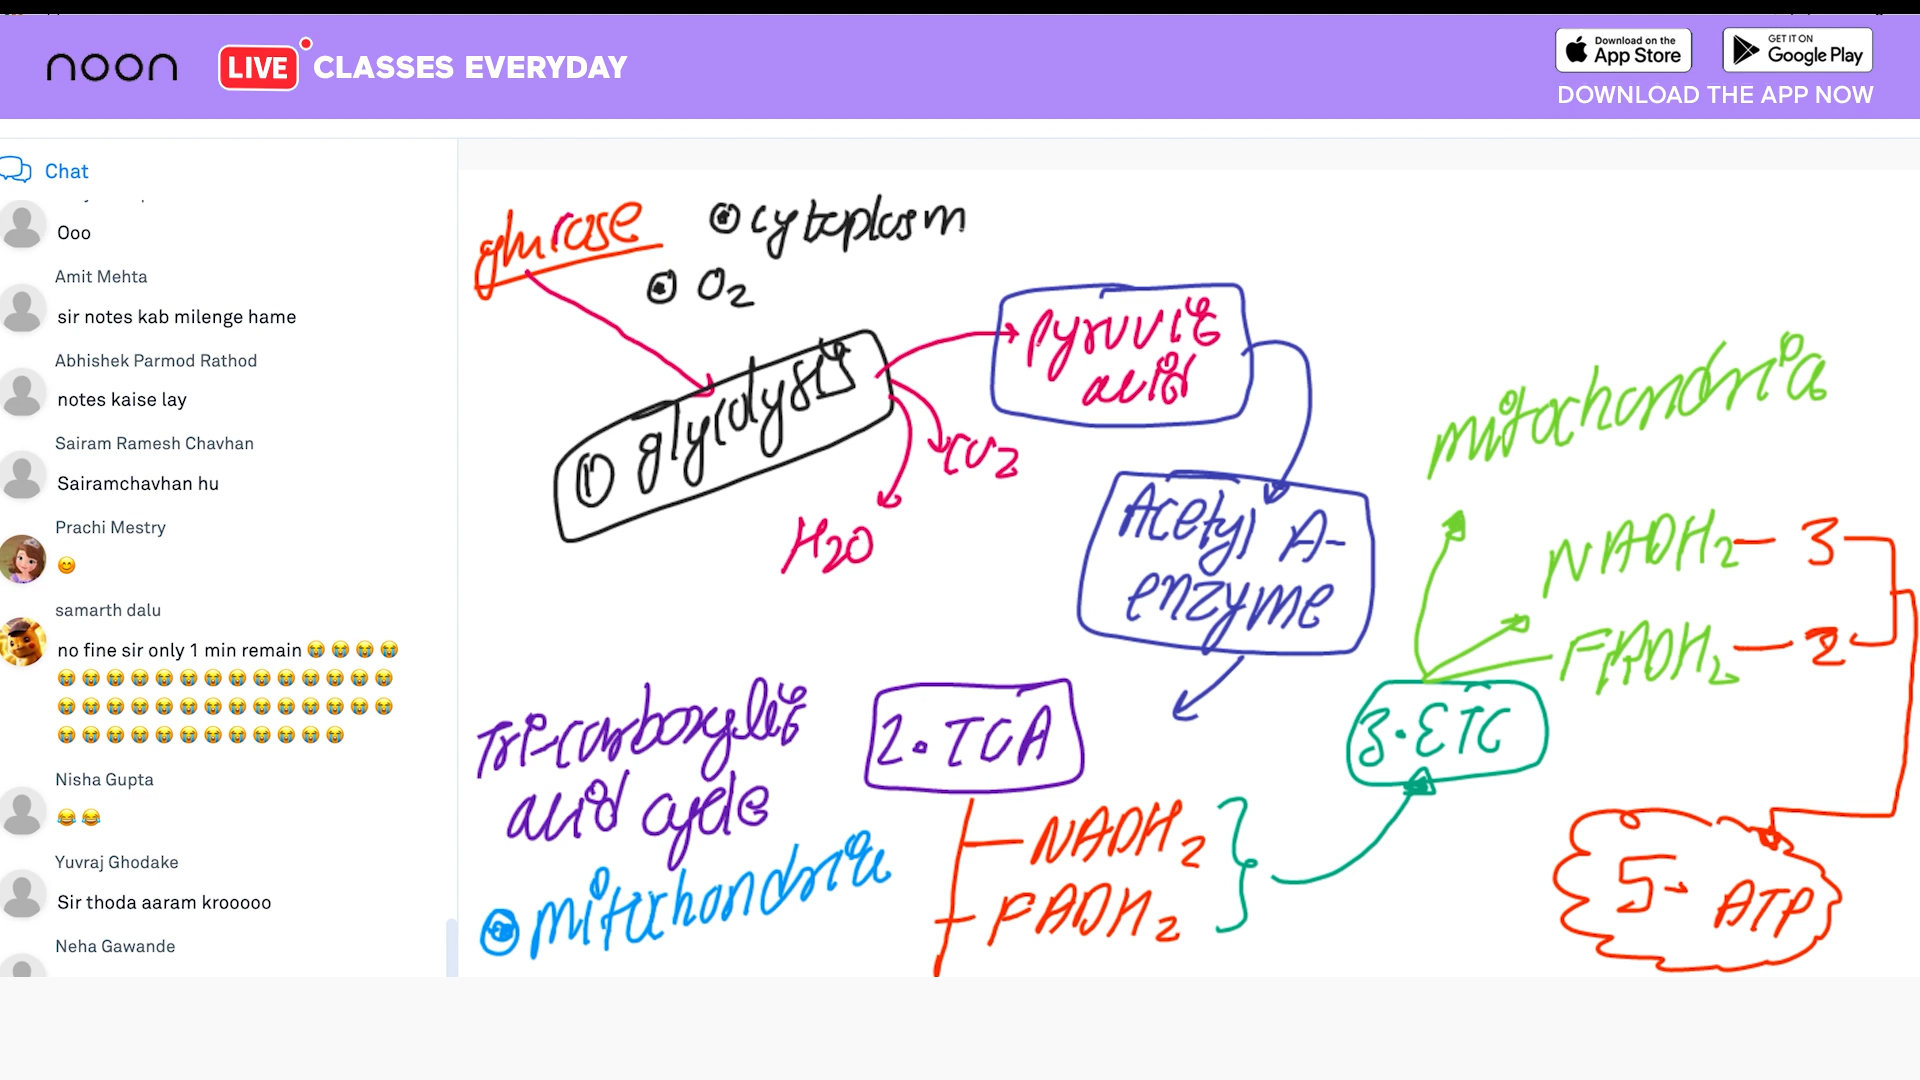 noon LIVE CLASSES EVERYDAY
Download on the App Store
GET IT ON Google Play
DOWNLOAD THE APP NOW
Chat
Ooo
Amit Mehta
sir notes kab milenge hame
Abhishek Parmod Rathod
notes kaise lay
Sairam Ramesh Chavhan
Sairamchavhan hu
Prachi Mestry
😊
samarth dalu
no fine sir only 1 min remain 😭😭😭😭
😭😭😭😭😭😭😭😭😭😭😭😭😭😭
😭😭😭😭😭😭😭😭😭😭😭😭😭😭
😭😭😭😭😭😭😭😭😭😭😭😭
Nisha Gupta
😂😂
Yuvraj Ghodake
Sir thoda aaram krooooo
Neha Gawande
glucose
cytoplasm
O2
① glycolysis
pyruvic
acid
CO2
H2O
Acetyl A-
enzyme
mitochondria
NADH2 - 3
FADH2 - 2
Tri-carboxylic
acid cycle
2. TCA
3. ETC
mitochondria
NADH2
FADH2
5 → ATP